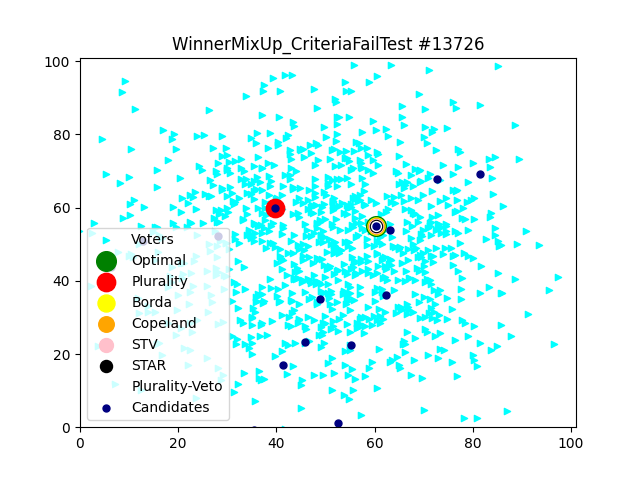 WinnerMixUp_CriteriaFailTest #13726
100
80
60
40
20
0
Voters
Optimal
Plurality
Borda
Copeland
STV
STAR
Plurality-Veto
Candidates
0 20 40 60 80 100